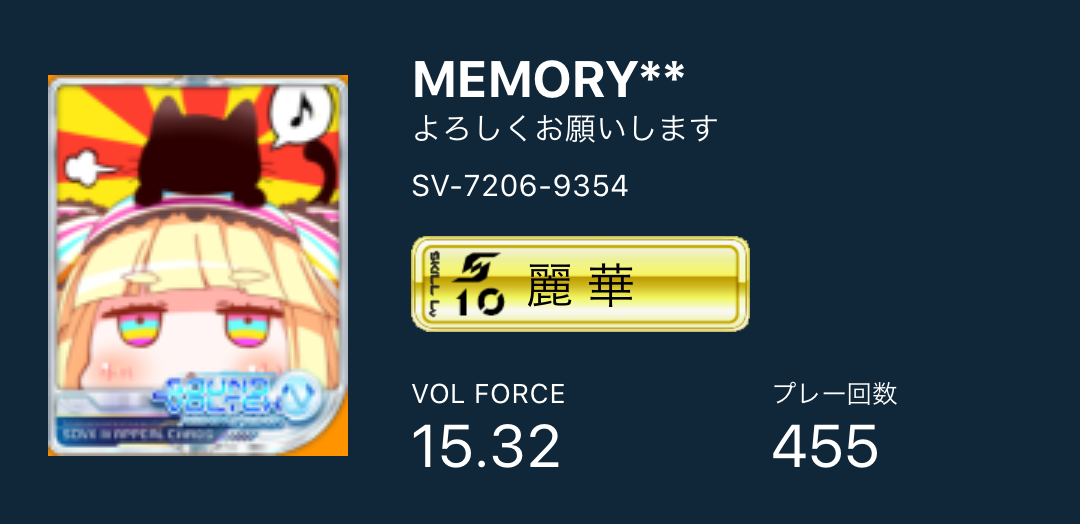 MEMORY**
よろしくお願いします
SV-7206-9354
SKILL Lv
10 麗華
VOL FORCE
15.32
プレー回数
455
SOUND
VOLTEX